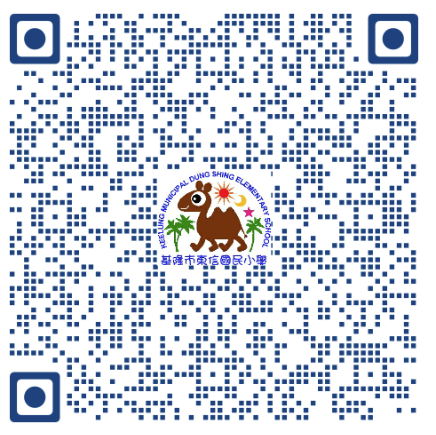 KEELUNG MUNICIPAL DUNG SHING ELEMENTARY SCHOOL
基隆市東信國民小學